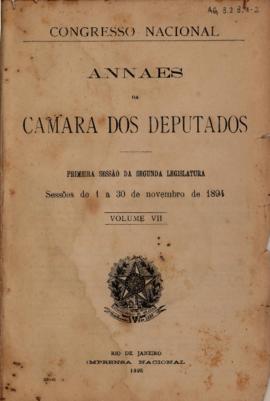 CONGRESSO NACIONAL
ANNAES
DA
CAMARA DOS DEPUTADOS
PRIMEIRA SESSÃO DA SEGUNDA LEGISLATURA
Sessões de 1 a 30 de novembro de 1894
VOLUME VII
RIO DE JANEIRO
IMPRENSA NACIONAL
1895